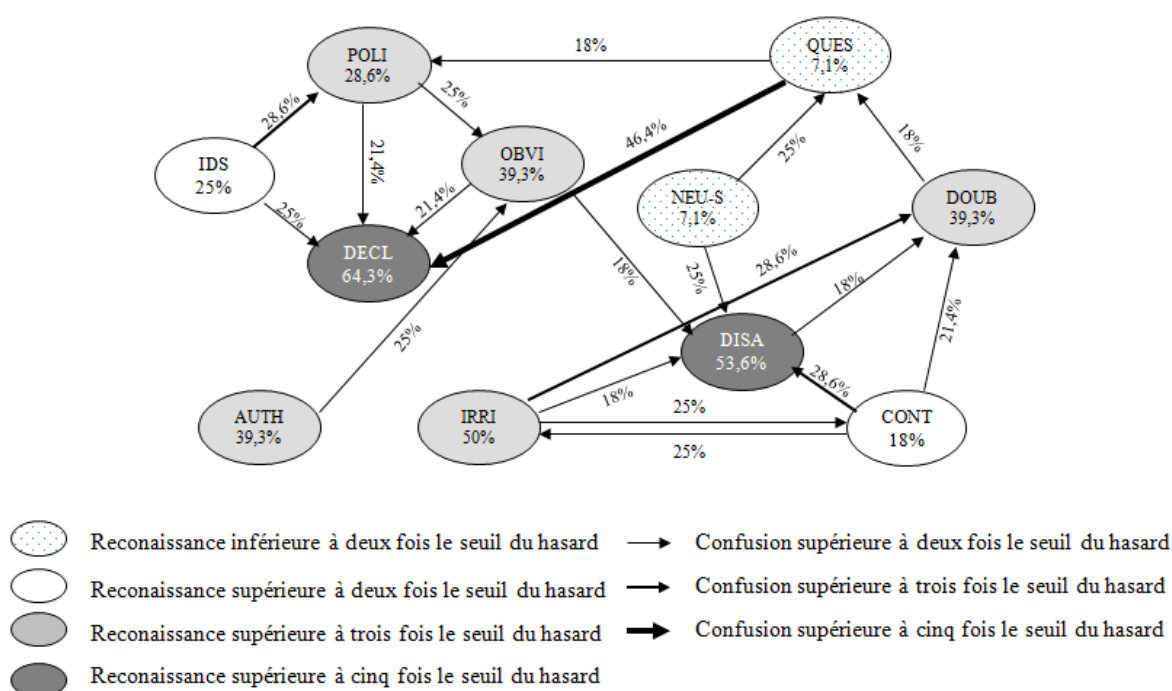 18%
QUES
7,1%
POLI
28,6%
25%
28,6%
46,4%
18%
21,4%
25%
OBVI
39,3%
IDS
25%
NEU-S
7,1%
DOUB
39,3%
21,4%
25%
DECL
64,3%
18%
25%
28,6%
18%
25%
DISA
53,6%
21,4%
28,6%
18%
AUTH
39,3%
IRRI
50%
25%
25%
CONT
18%
Reconaissance inférieure à deux fois le seuil du hasard
Confusion supérieure à deux fois le seuil du hasard
Reconaissance supérieure à deux fois le seuil du hasard
Confusion supérieure à trois fois le seuil du hasard
Reconaissance supérieure à trois fois le seuil du hasard
Confusion supérieure à cinq fois le seuil du hasard
Reconaissance supérieure à cinq fois le seuil du hasard